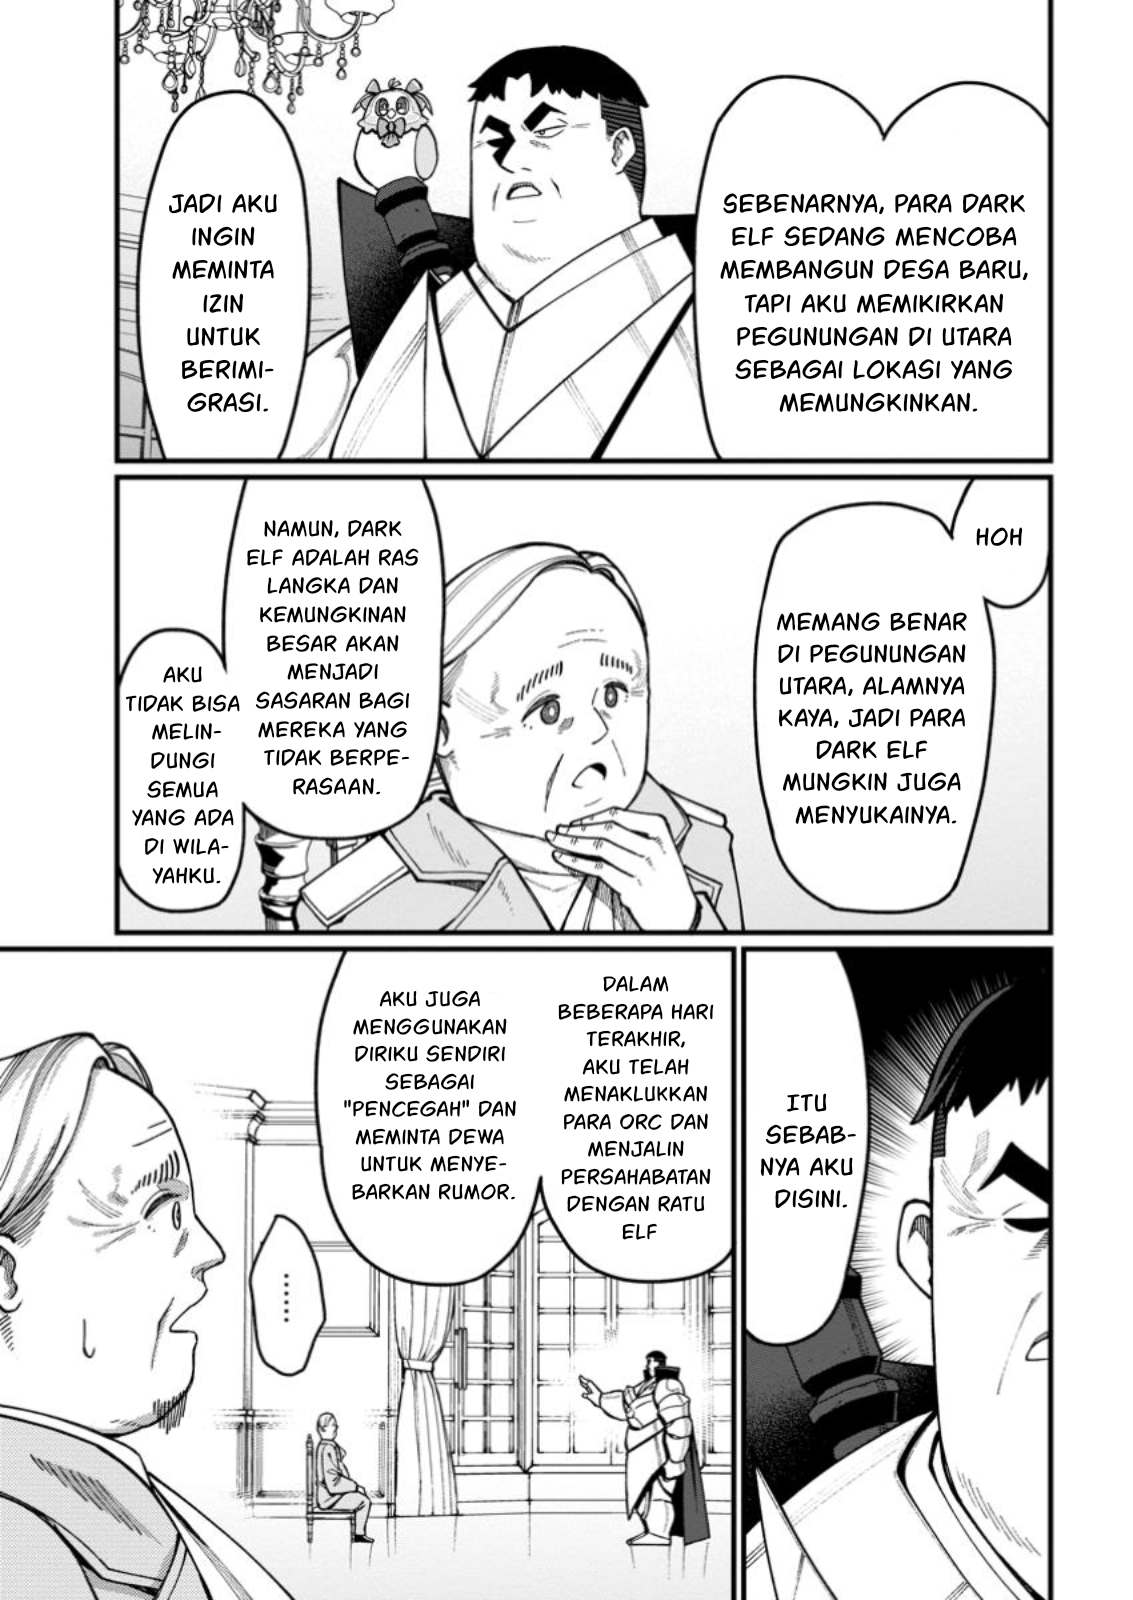 SEBENARNYA, PARA DARK
ELF SEDANG MENCOBA
MEMBANGUN DESA BARU,
TAPI AKU MEMIKIRKAN
PEGUNUNGAN DI UTARA
SEBAGAI LOKASI YANG
MEMUNGKINKAN.
JADI AKU
INGIN
MEMINTA
IZIN
UNTUK
BERIMI-
GRASI.
HOH
MEMANG BENAR
DI PEGUNUNGAN
UTARA, ALAMNYA
KAYA, JADI PARA
DARK ELF
MUNGKIN JUGA
MENYUKAINYA.
NAMUN, DARK
ELF ADALAH RAS
LANGKA DAN
KEMUNGKINAN
BESAR AKAN
MENJADI
SASARAN BAGI
MEREKA YANG
TIDAK BERPE-
RASAAN.
AKU
TIDAK BISA
MELIN-
DUNGI
SEMUA
YANG ADA
DI WILA-
YAHKU.
ITU
SEBAB-
NYA AKU
DISINI.
DALAM
BEBERAPA HARI
TERAKHIR,
AKU TELAH
MENAKLUKKAN
PARA ORC DAN
MENJALIN
PERSAHABATAN
DENGAN RATU
ELF
AKU JUGA
MENGGUNAKAN
DIRIKU SENDIRI
SEBAGAI
"PENCEGAH" DAN
MEMINTA DEWA
UNTUK MENYE-
BARKAN RUMOR.
......